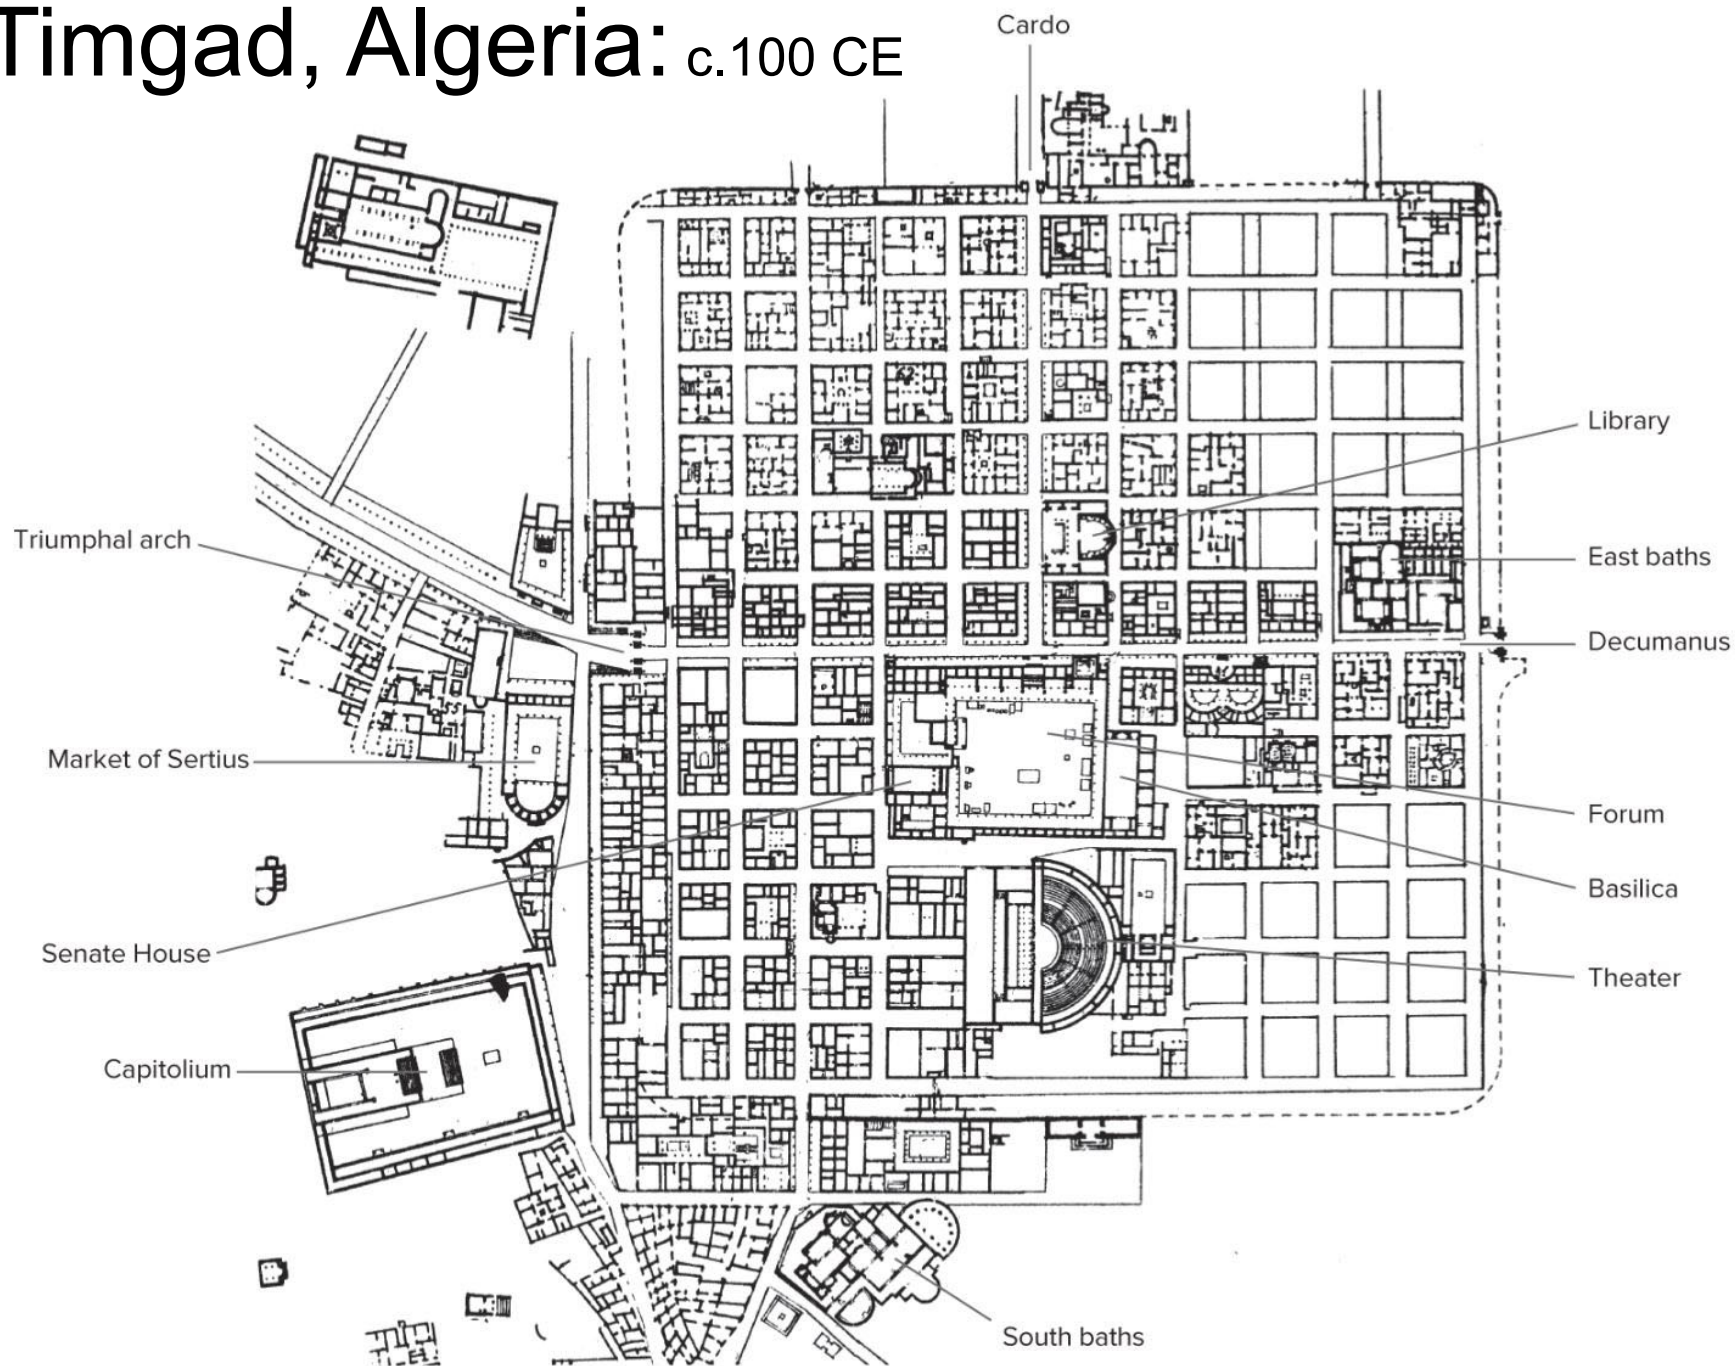 Timgad, Algeria: c.100 CE
Cardo
Library
Triumphal arch
East baths
Decumanus
Market of Sertius
Forum
Basilica
Senate House
Theater
Capitolium
South baths